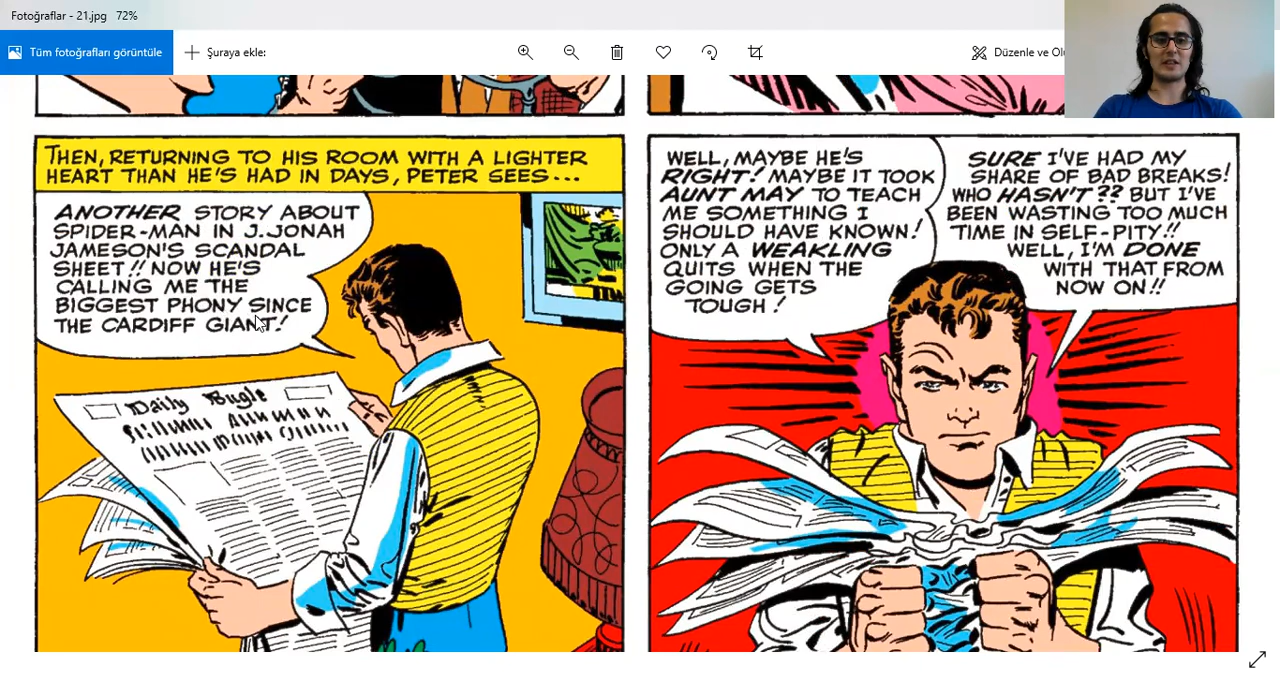 Fotoğraflar - 21.jpg 72%
Tüm fotoğrafları görüntüle
Şuraya ekle:
Düzenle ve Ol
THEN, RETURNING TO HIS ROOM WITH A LIGHTER
HEART THAN HE'S HAD IN DAYS, PETER SEES...
ANOTHER STORY ABOUT
SPIDER-MAN IN J. JONAH
JAMESON'S SCANDAL
SHEET!! NOW HE'S
CALLING ME THE
BIGGEST PHONY SINCE
THE CARDIFF GIANT!
Daily Bugle
WELL, MAYBE HE'S
RIGHT! MAYBE IT TOOK
AUNT MAY TO TEACH
ME SOMETHING I
SHOULD HAVE KNOWN!
ONLY A WEAKLING
QUITS WHEN THE
GOING GETS
TOUGH!
SURE I'VE HAD MY
SHARE OF BAD BREAKS!
WHO HASN'T?? BUT I'VE
BEEN WASTING TOO MUCH
TIME IN SELF-PITY!!
WELL, I'M DONE
WITH THAT FROM
NOW ON!!